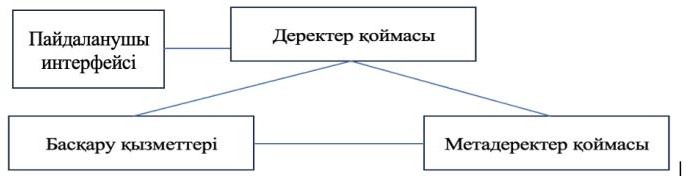 Пайдаланушы
интерфейсі
Деректер қоймасы
Басқару қызметтері
Метадеректер қоймасы